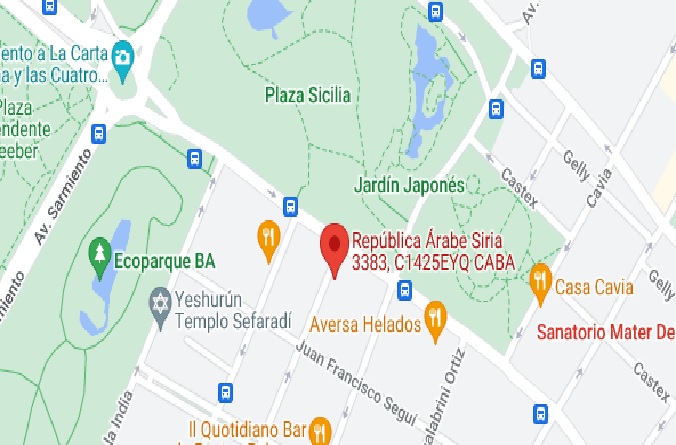 ento a La Carta
a y las Cuatro...
Plaza
endente
eeber
Av. Sarmiento
Plaza Sicilia
Av.
Jardín Japonés
Castex
Gelly
Cavia
República Árabe Siria
3383, C1425EYQ CABA
Ecoparque BA
Yeshurún
Templo Sefaradí
Aversa Helados
Casa Cavia
Gelly
Sanatorio Mater De
miento
Juan Francisco Seguí
alabrini Ortiz
Castex
la India
Il Quotidiano Bar